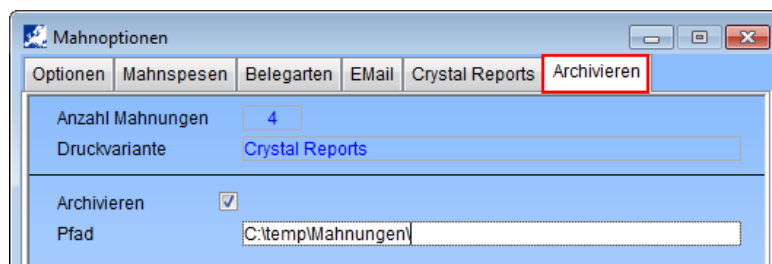 Mahnoptionen
Optionen Mahnspesen Belegarten EMail Crystal Reports Archivieren
Anzahl Mahnungen 4
Druckvariante Crystal Reports
Archivieren
Pfad C:\temp\Mahnungen\